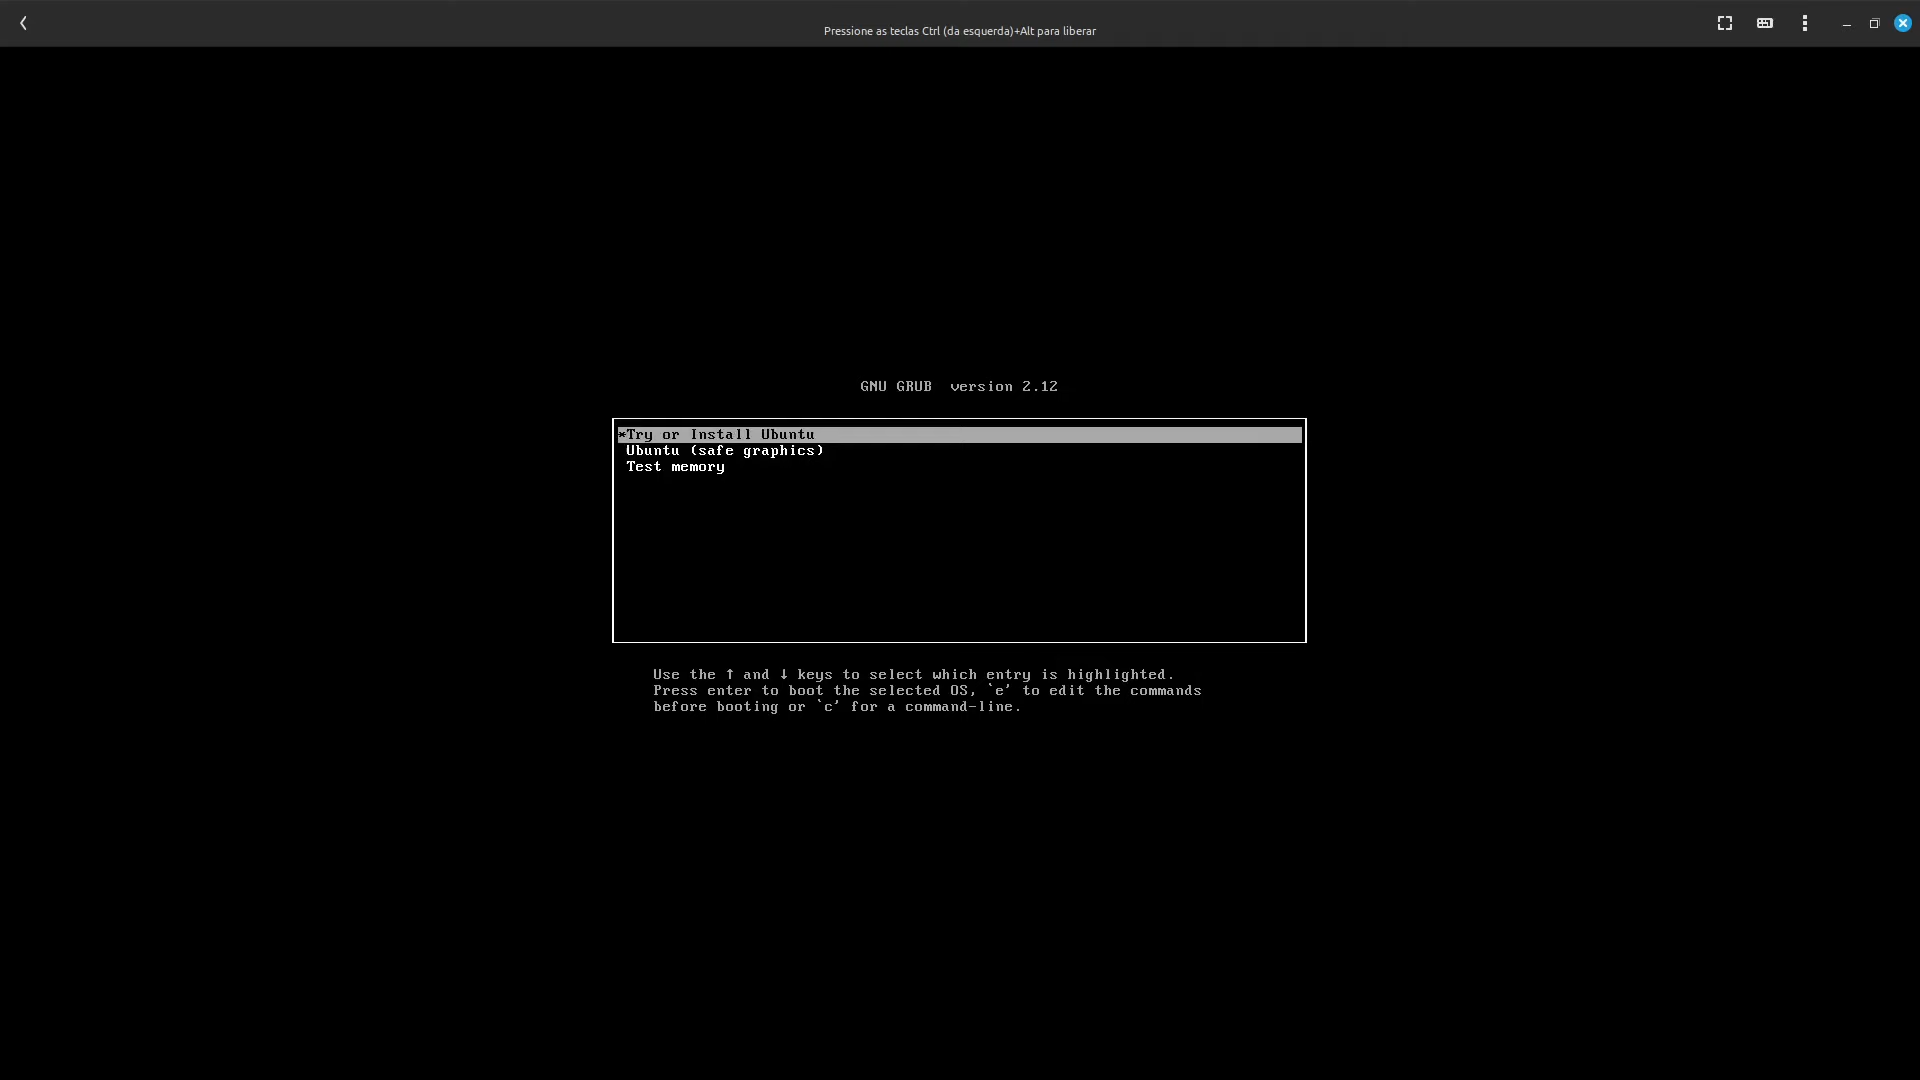 Pressione as teclas Ctrl (da esquerda)+Alt para liberar
GNU GRUB  version 2.12
*Try or Install Ubuntu
Ubuntu (safe graphics)
Test memory
Use the ↑ and ↓ keys to select which entry is highlighted.
Press enter to boot the selected OS, `e' to edit the commands
before booting or `c' for a command-line.